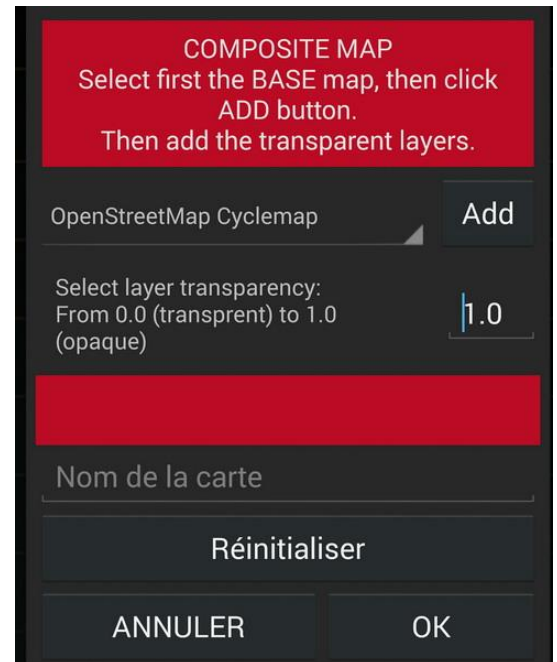 COMPOSITE MAP
Select first the BASE map, then click
ADD button.
Then add the transparent layers.
OpenStreetMap Cyclemap
Add
Select layer transparency:
From 0.0 (transprent) to 1.0
(opaque)
1.0
Nom de la carte
Réinitialiser
ANNULER
OK